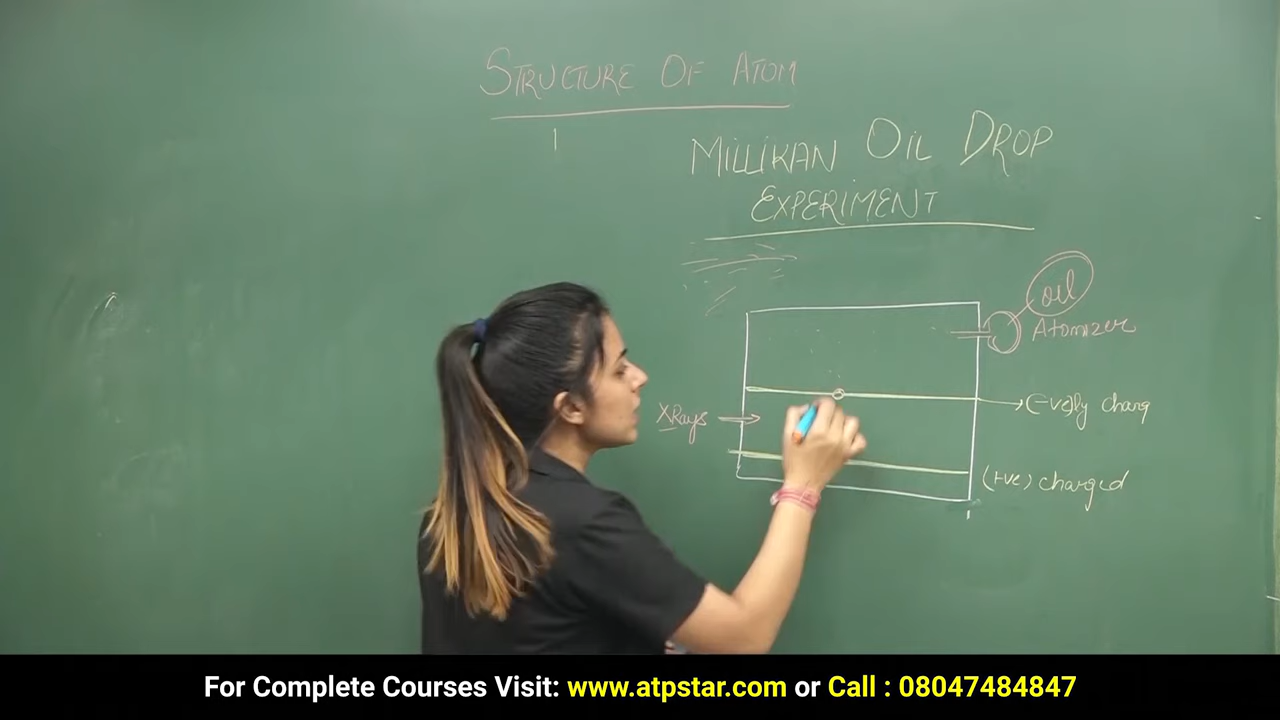 STRUCTURE OF ATOM
MILLIKAN OIL DROP
EXPERIMENT
oil
Atomizer
XRays
(-ve)ly charg
(+ve) charged
For Complete Courses Visit: www.atpstar.com or Call : 08047484847